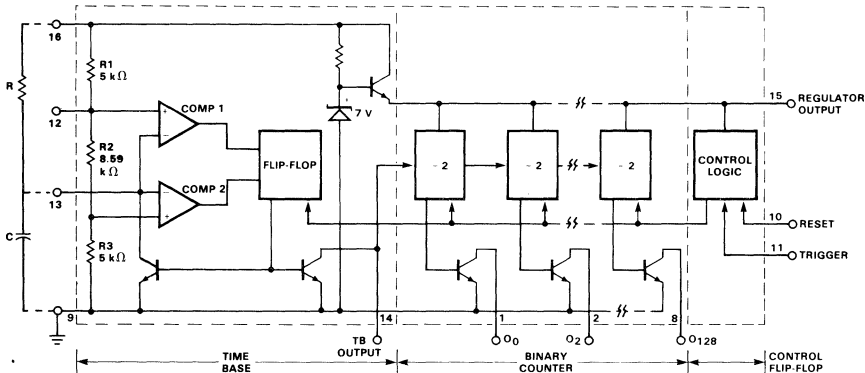 16
R1
5 kΩ
R
12
COMP 1
R2
8.59
kΩ
FLIP-FLOP
7 V
COMP 2
13
C
R3
5 kΩ
9
14
TB
OUTPUT
- 2
- 2
- 2
CONTROL
LOGIC
15
REGULATOR
OUTPUT
10
RESET
11
TRIGGER
1
O0
2
O2
8
O128
TIME
BASE
BINARY
COUNTER
CONTROL
FLIP-FLOP